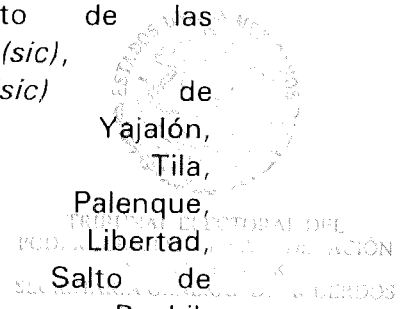 to de las
(sic),
sic) de
Yajalón,
Tila,
Palenque,
TRIBUNAL ELECTORAL DEL
Libertad,
Salto de